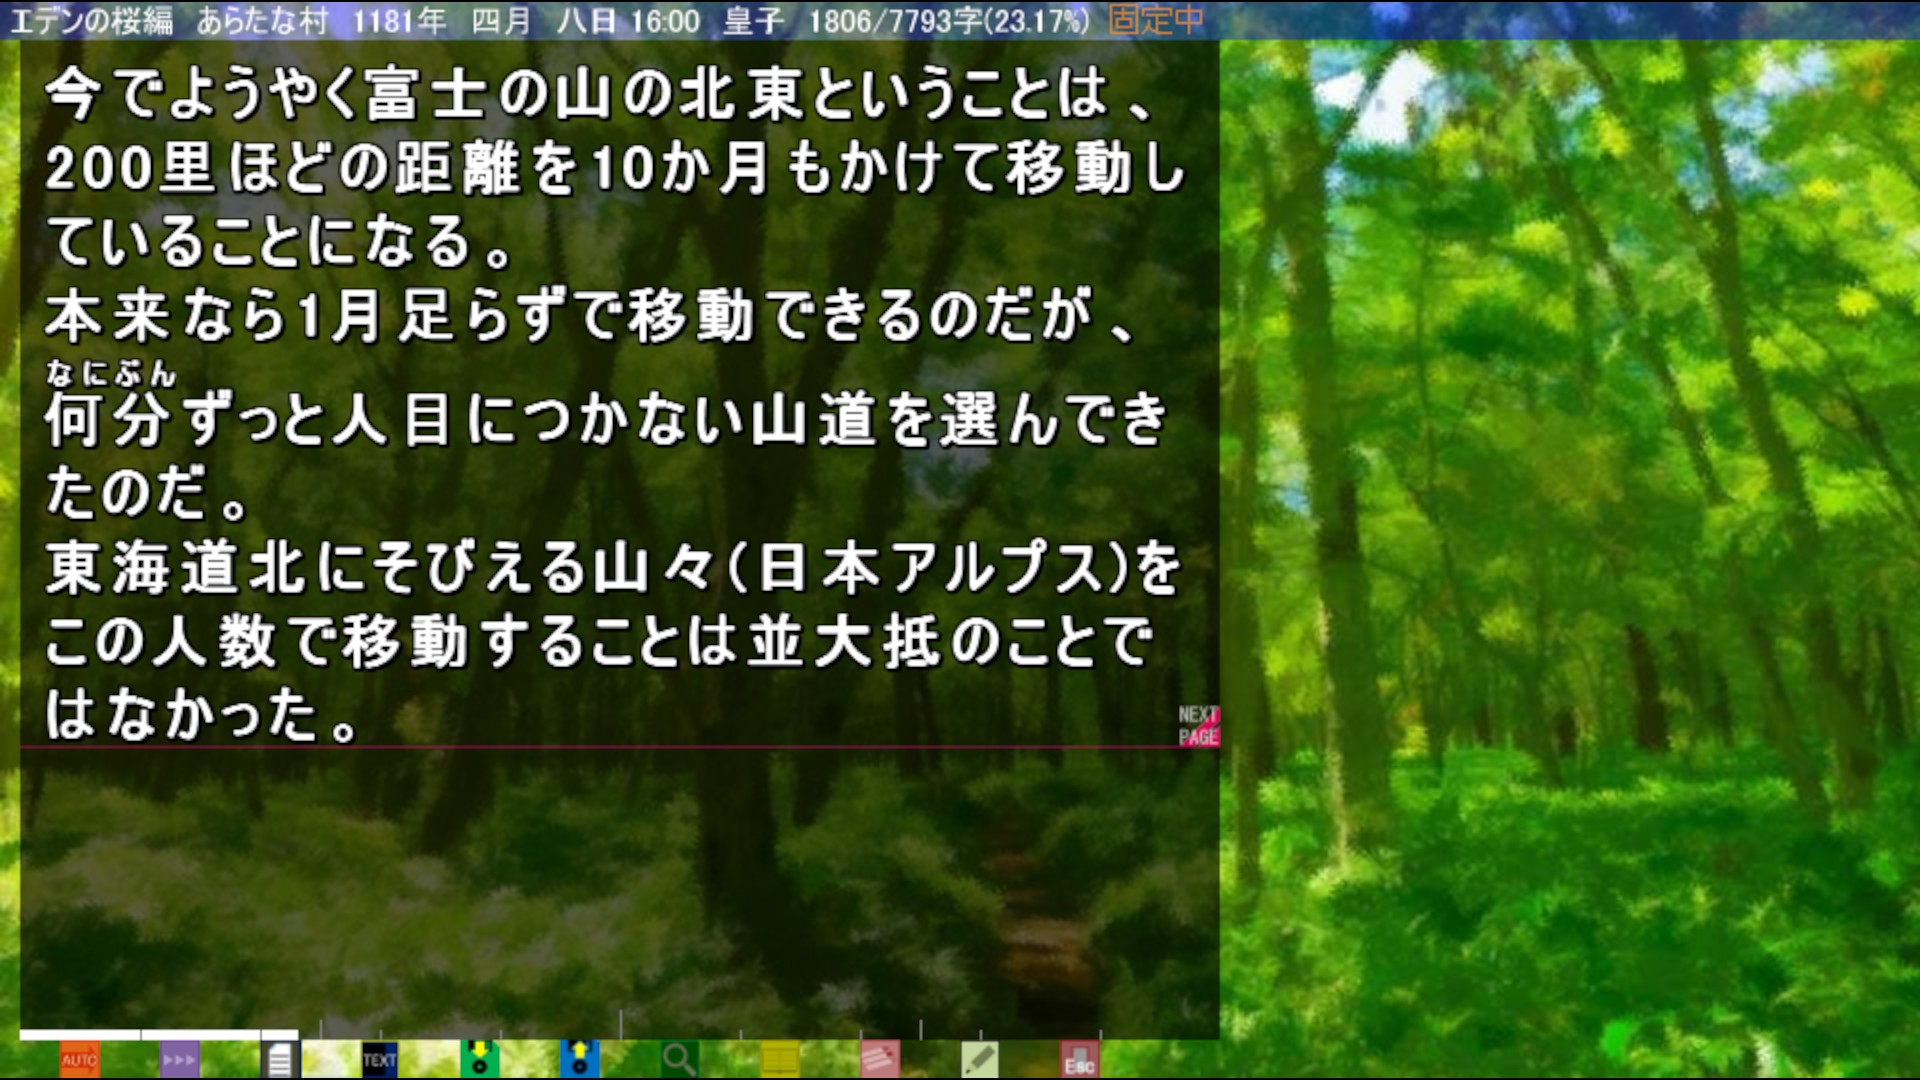 エデンの桜編 あらたな村 1181年 四月 八日 16:00 皇子 1806/7793字(23.17%) 固定中
今でようやく富士の山の北東ということは、
200里ほどの距離を10か月もかけて移動し
ていることになる。
本来なら1月足らずで移動できるのだが、
なにぶん
何分ずっと人目につかない山道を選んでき
たのだ。
東海道北にそびえる山々(日本アルプス)を
この人数で移動することは並大抵のことで
はなかった。
NEXT
PAGE
AUTO
TEXT
Esc